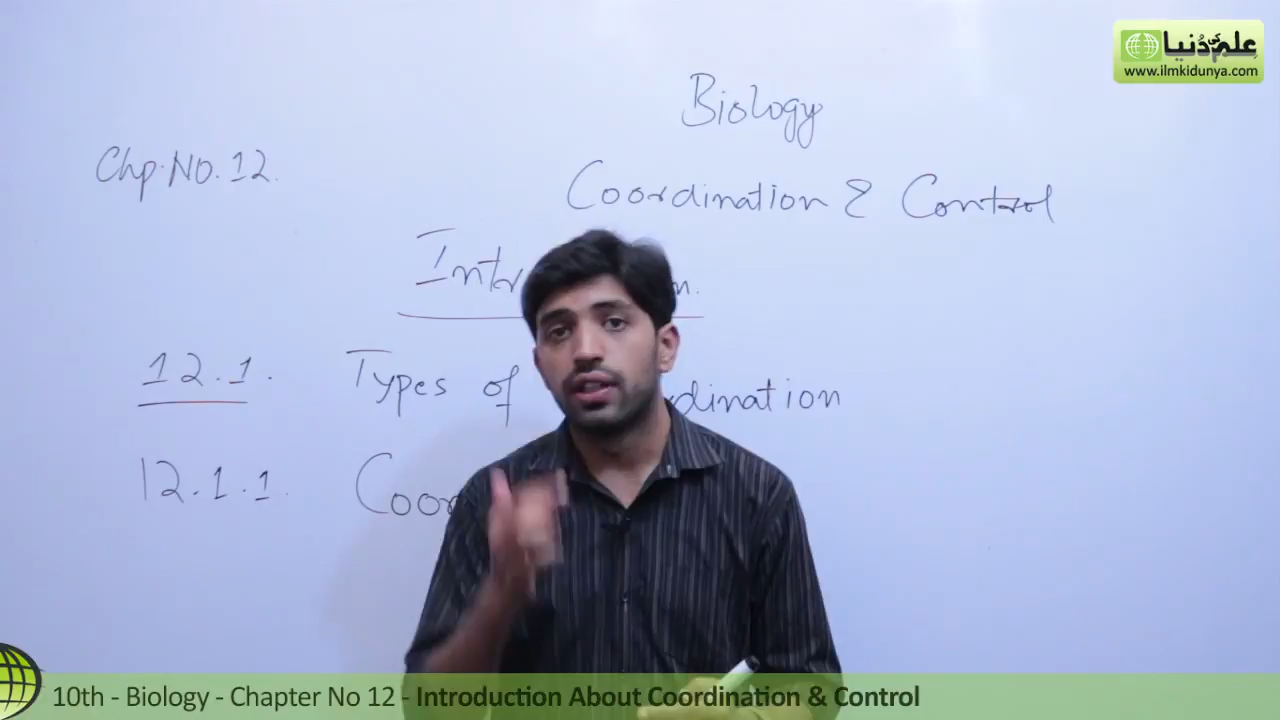 علم کی دنیا
www.ilmkidunya.com
Biology
Chp.No.12.
Coordination & Control
12.1.
Types of
12.1.1.
10th - Biology - Chapter No 12 - Introduction About Coordination & Control